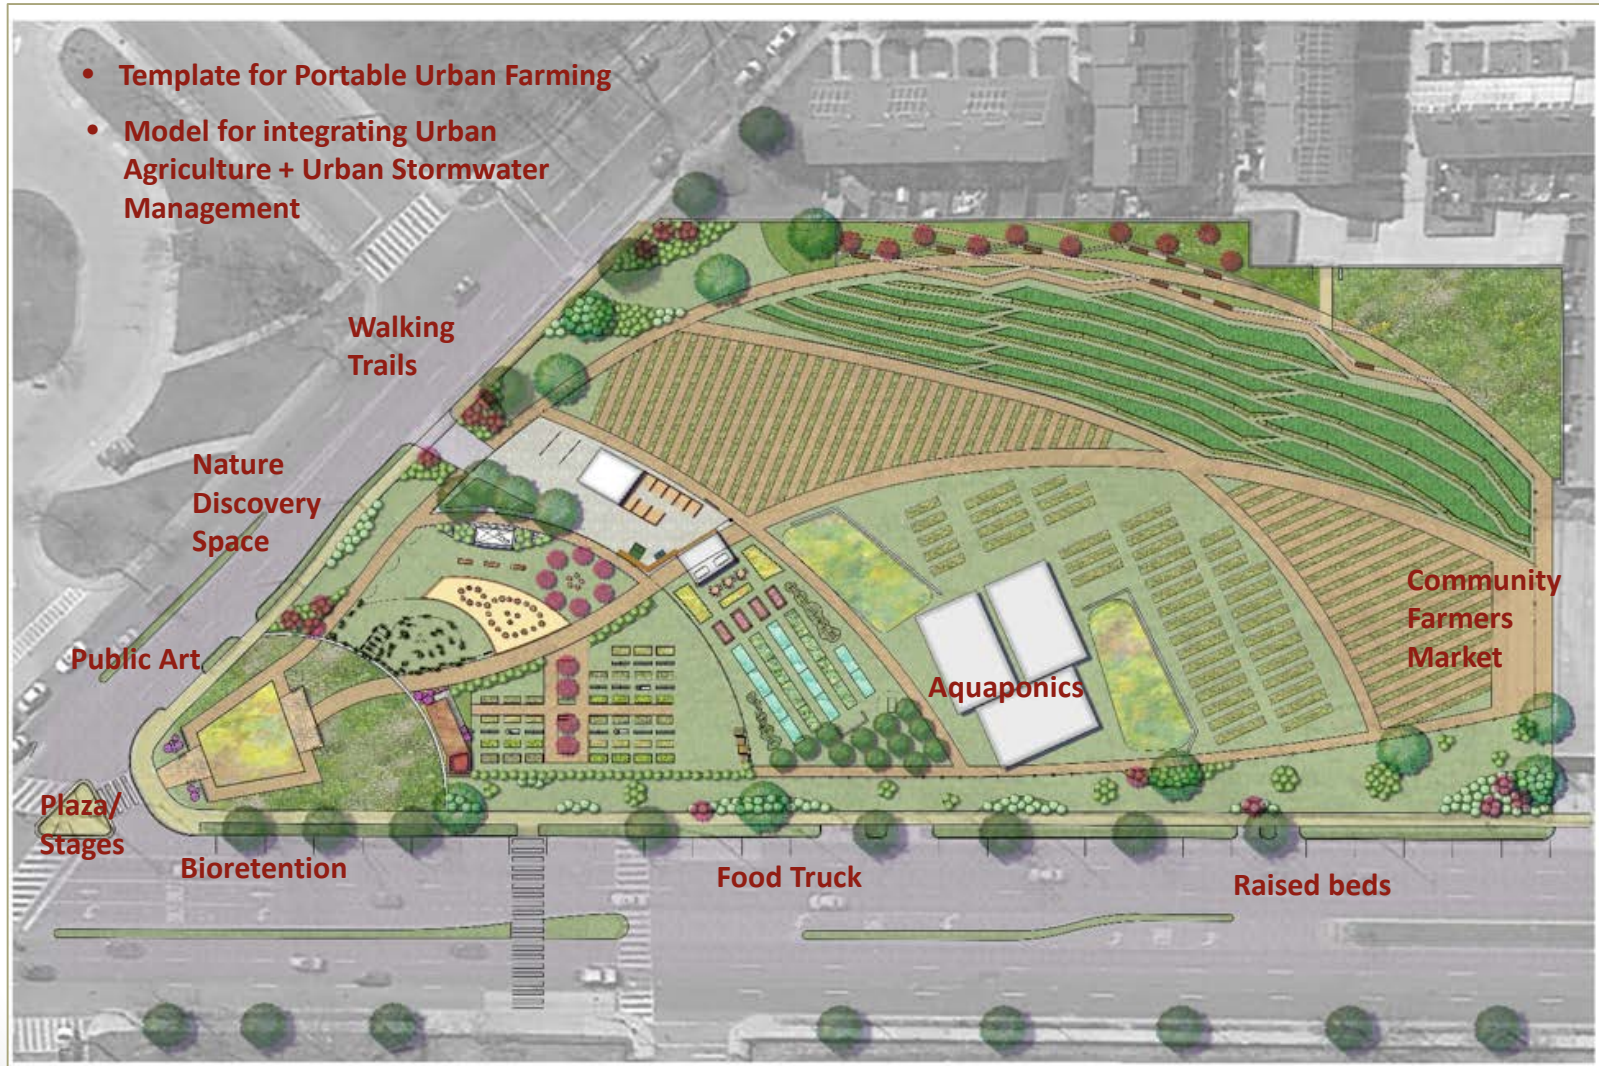 • Template for Portable Urban Farming
• Model for integrating Urban
Agriculture + Urban Stormwater
Management
Walking
Trails
Nature
Discovery
Space
Community
Farmers
Market
Public Art
Aquaponics
Plaza/
Stages
Bioretention
Food Truck
Raised beds